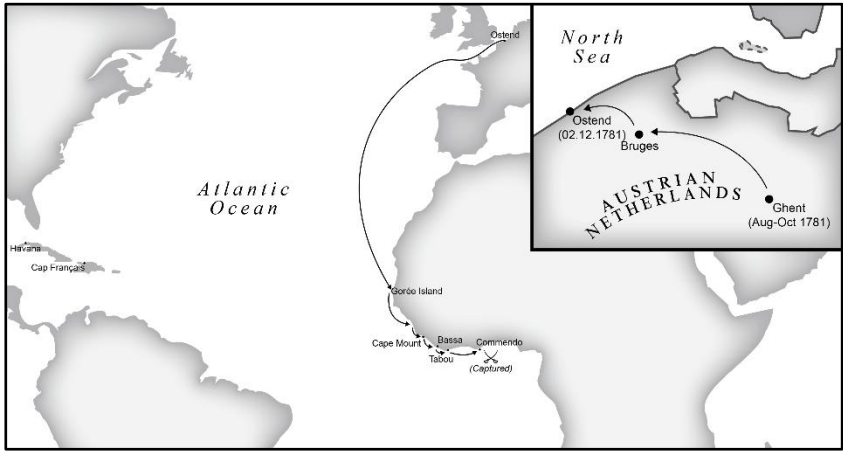 Ostend
Atlantic
Ocean
Havana
Cap Français
Gorée Island
Cape Mount
Bassa
Tabou
Commendo
(Captured)
North
Sea
Ostend
(02.12.1781)
Bruges
AUSTRIAN
NETHERLANDS
Ghent
(Aug-Oct 1781)